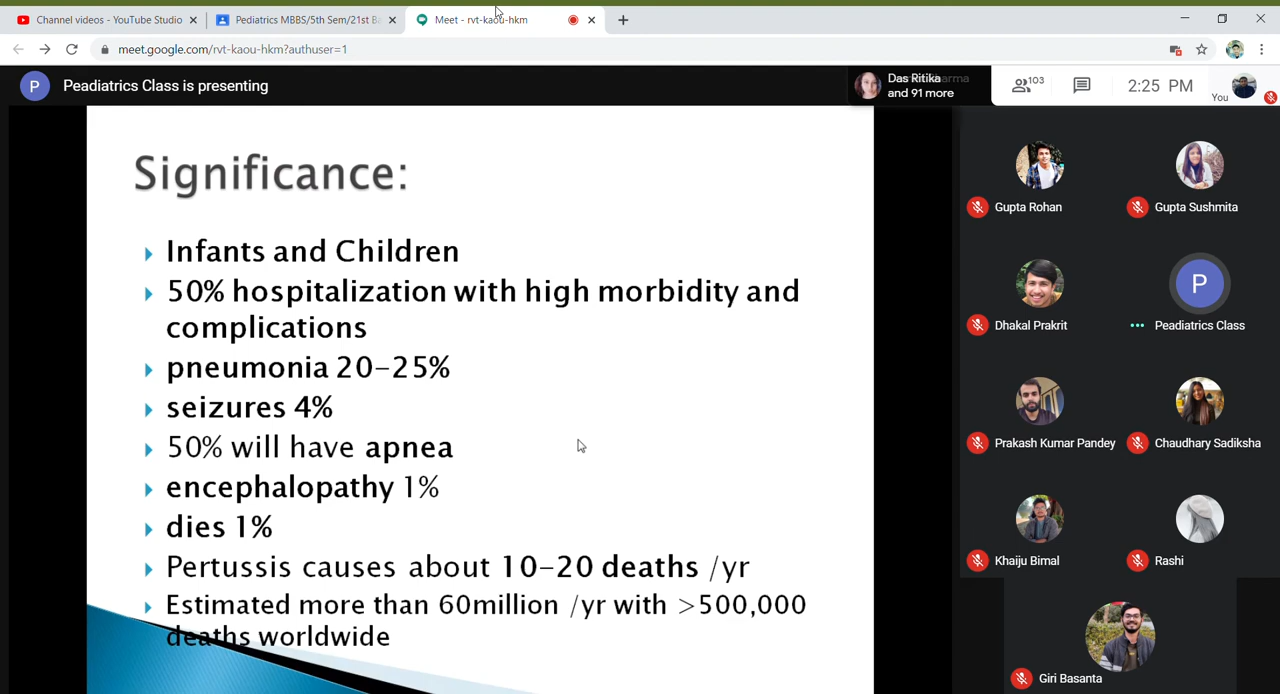 Channel videos - YouTube Studio
Pediatrics MBBS/5th Sem/21st Ba
Meet - rvt-kaou-hkm
meet.google.com/rvt-kaou-hkm?authuser=1
P
Peadiatrics Class is presenting
Das Ritika
and 91 more
103
2:25 PM
You
Significance:
Infants and Children
50% hospitalization with high morbidity and
complications
pneumonia 20-25%
seizures 4%
50% will have apnea
encephalopathy 1%
dies 1%
Pertussis causes about 10-20 deaths /yr
Estimated more than 60million /yr with >500,000
deaths worldwide
Gupta Rohan
Gupta Sushmita
Dhakal Prakrit
P
Peadiatrics Class
Prakash Kumar Pandey
Chaudhary Sadiksha
Khaiju Bimal
Rashi
Giri Basanta